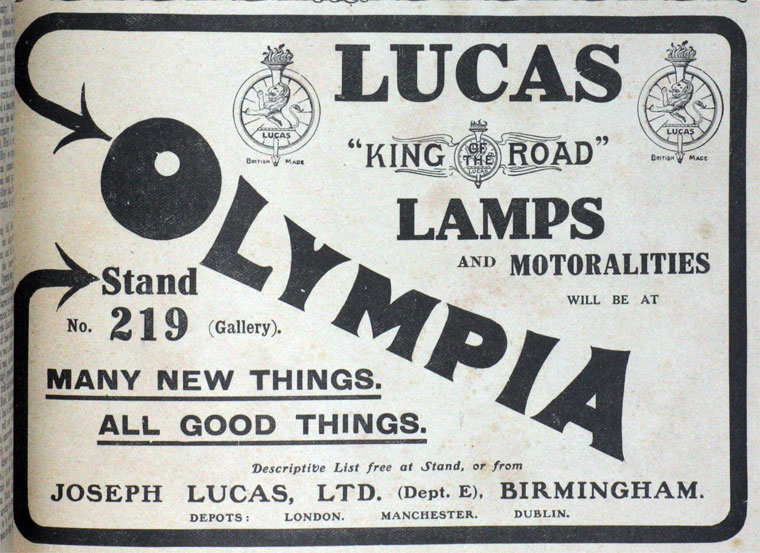 LUCAS
LUCAS
BRITISH MADE
LUCAS
BRITISH MADE
"KING OF THE ROAD"
LUCAS
LAMPS
AND MOTORALITIES
WILL BE AT
OLYMPIA
Stand
No. 219 (Gallery).
MANY NEW THINGS.
ALL GOOD THINGS.
Descriptive List free at Stand, or from
JOSEPH LUCAS, LTD. (Dept. E), BIRMINGHAM.
DEPOTS: LONDON. MANCHESTER. DUBLIN.